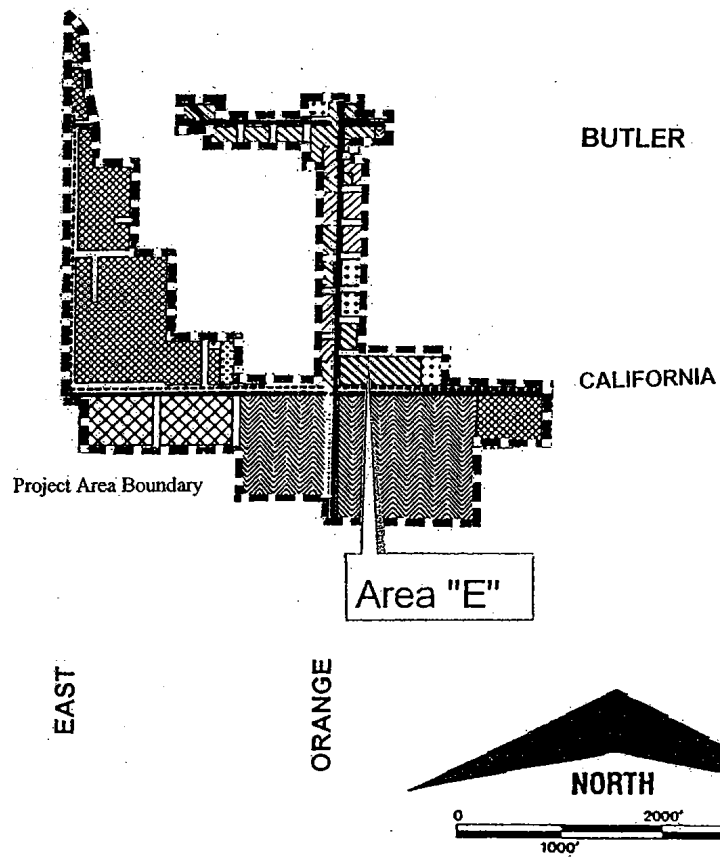 BUTLER
CALIFORNIA
Project Area Boundary
Area "E"
EAST
ORANGE
NORTH
0 2000'
1000'